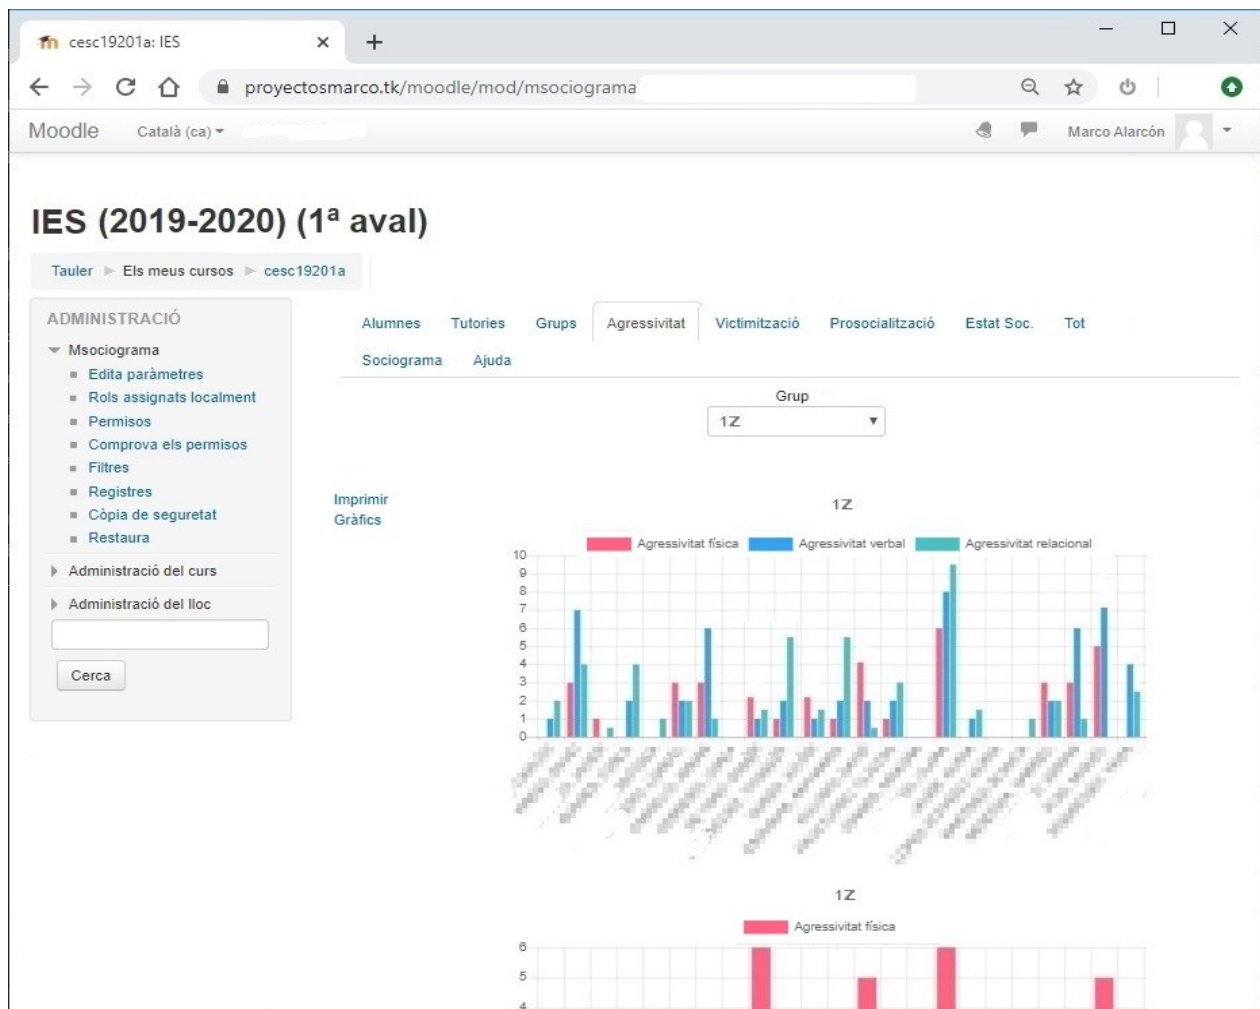 cesc19201a: IES
proyectosmarco.tk/moodle/mod/msociograma
Moodle Català (ca) Marco Alarcón
IES (2019-2020) (1ª aval)
Tauler Els meus cursos cesc19201a
ADMINISTRACIÓ
Msociograma
Edita paràmetres
Rols assignats localment
Permisos
Comprova els permisos
Filtres
Registres
Còpia de seguretat
Restaura
Administració del curs
Administració del lloc
Cerca
Alumnes Tutories Grups Agressivitat Victimització Prosocialització Estat Soc. Tot
Sociograma Ajuda
Grup
1Z
Imprimir
Gràfics
1Z
Agressivitat física Agressivitat verbal Agressivitat relacional
10
9
8
7
6
5
4
3
2
1
0
1Z
Agressivitat física
6
5
4